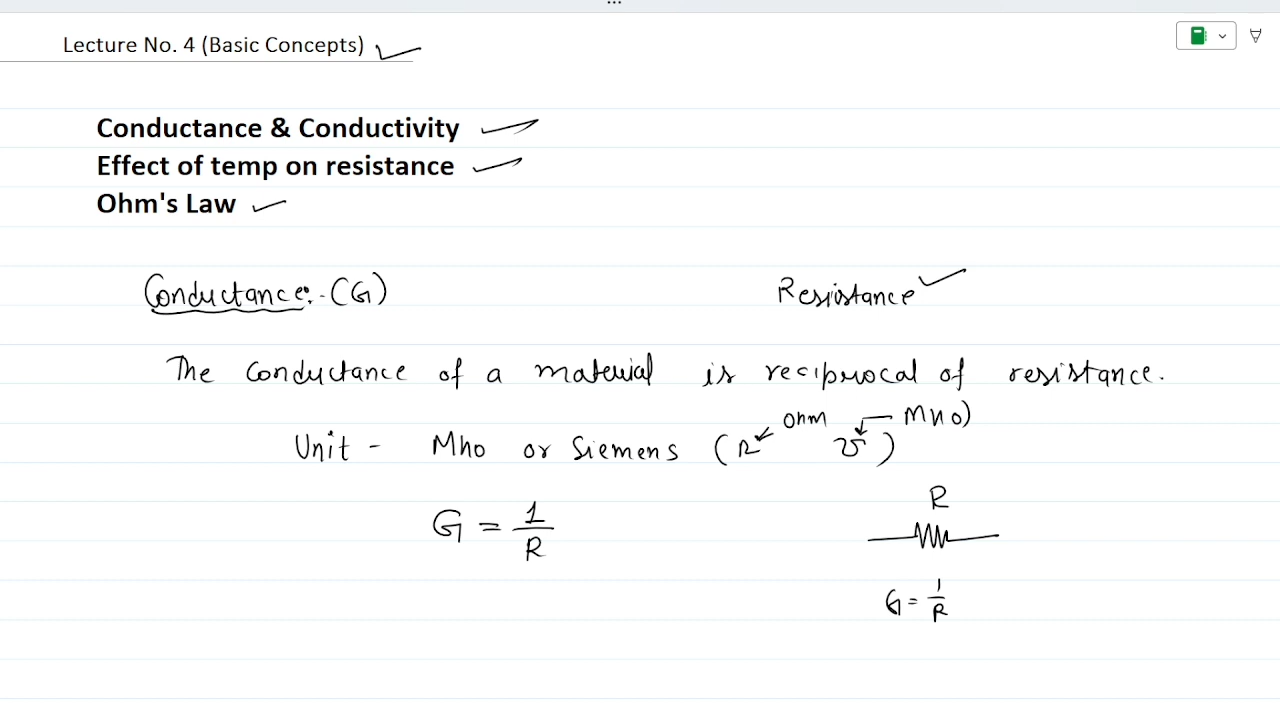 Lecture No. 4 (Basic Concepts)
Conductance & Conductivity
Effect of temp on resistance
Ohm's Law
Conductance:- (G)
Resistance
The conductance of a material is reciprocal of resistance.
Ohm Mho)
Unit - Mho or Siemens (Ω ℧)
G = 1/R
R
G = 1/R